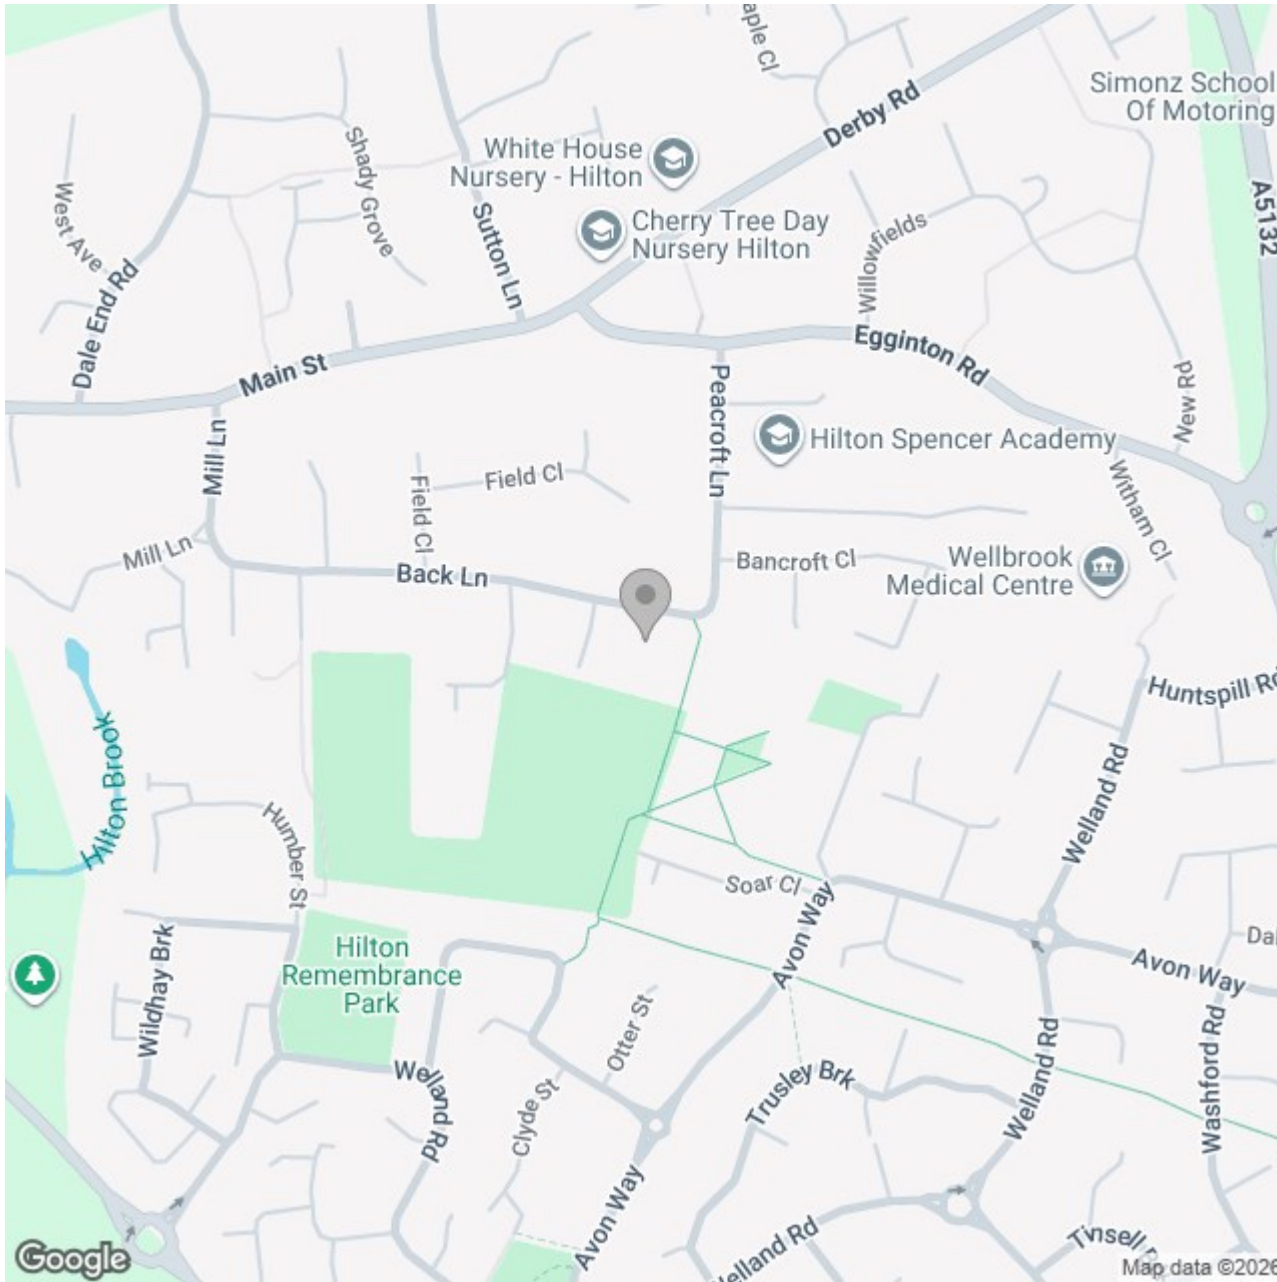 aple Cl
Derby Rd
Simonz School
Of Motoring
White House
Nursery - Hilton
Shady Grove
West Ave
Sutton Ln
Cherry Tree Day
Nursery Hilton
Willowfields
A5132
Dale End Rd
Main St
Egginton Rd
Peacroft Ln
New Rd
Mill Ln
Hilton Spencer Academy
Field Cl
Field Cl
Witham Cl
Mill Ln
Back Ln
Bancroft Cl
Wellbrook
Medical Centre
Huntspill Rd
Hilton Brook
Welland Rd
Humber St
Soar Cl
Avon Way
Hilton
Remembrance
Park
Wildhay Brk
Avon Way
Otter St
Welland Rd
Washford Rd
Trusley Brk
Welland Rd
Clyde St
Avon Way
Welland Rd
Google
Map data ©2026